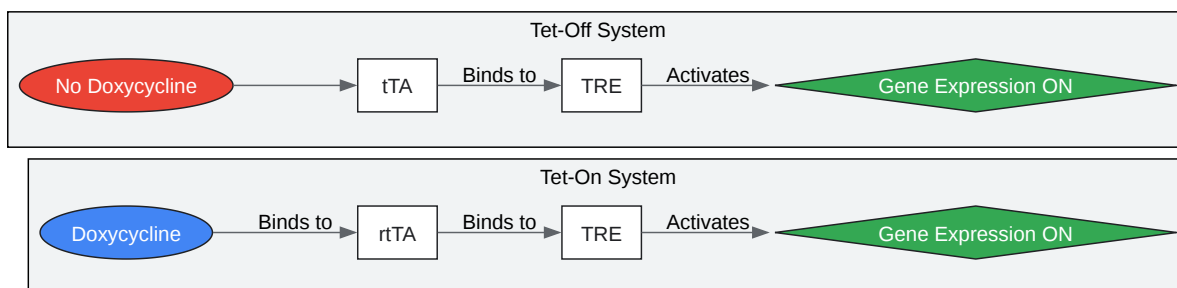 Tet-Off System
No Doxycycline
tTA
Binds to
TRE
Activates
Gene Expression ON
Tet-On System
Doxycycline
Binds to
rtTA
Binds to
TRE
Activates
Gene Expression ON